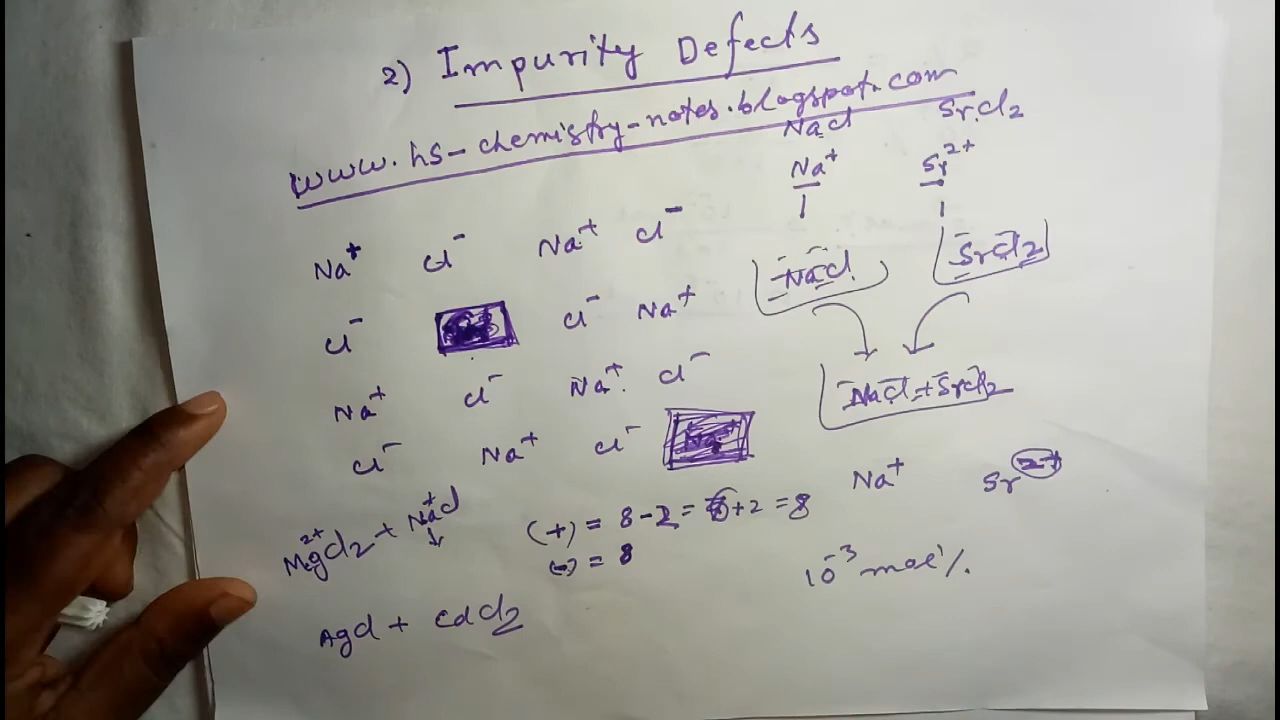 2) Impurity Defects
www.hs-chemistry-notes.blogspot.com
NaCl SrCl2
Na+ Sr2+
Na+ Cl- Na+ Cl-
NaCl SrCl2
Cl- Cl- Na+
Na+ Cl- Na+ Cl-
NaCl + SrCl2
Cl- Na+ Cl-
Na+ Sr2+
Mg2+Cl2 + Na+Cl
(+) = 8 - 2 = 6 + 2 = 8
(-) = 8
10-3 mol%
AgCl + CdCl2